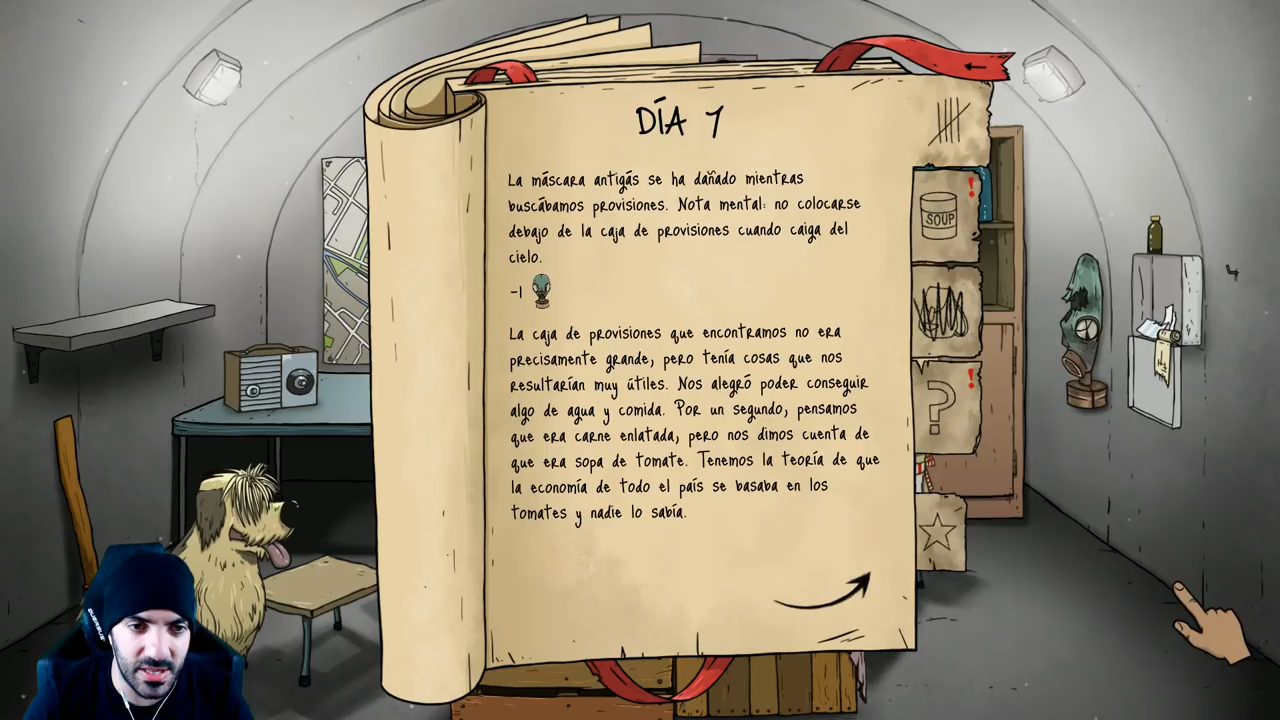 DÍA 7
La máscara antigás se ha dañado mientras
buscábamos provisiones. Nota mental: no colocarse
debajo de la caja de provisiones cuando caiga del
cielo.
-1
La caja de provisiones que encontramos no era
precisamente grande, pero tenía cosas que nos
resultarían muy útiles. Nos alegró poder conseguir
algo de agua y comida. Por un segundo, pensamos
que era carne enlatada, pero nos dimos cuenta de
que era sopa de tomate. Tenemos la teoría de que
la economía de todo el país se basaba en los
tomates y nadie lo sabía.
!
SOUP
!
?